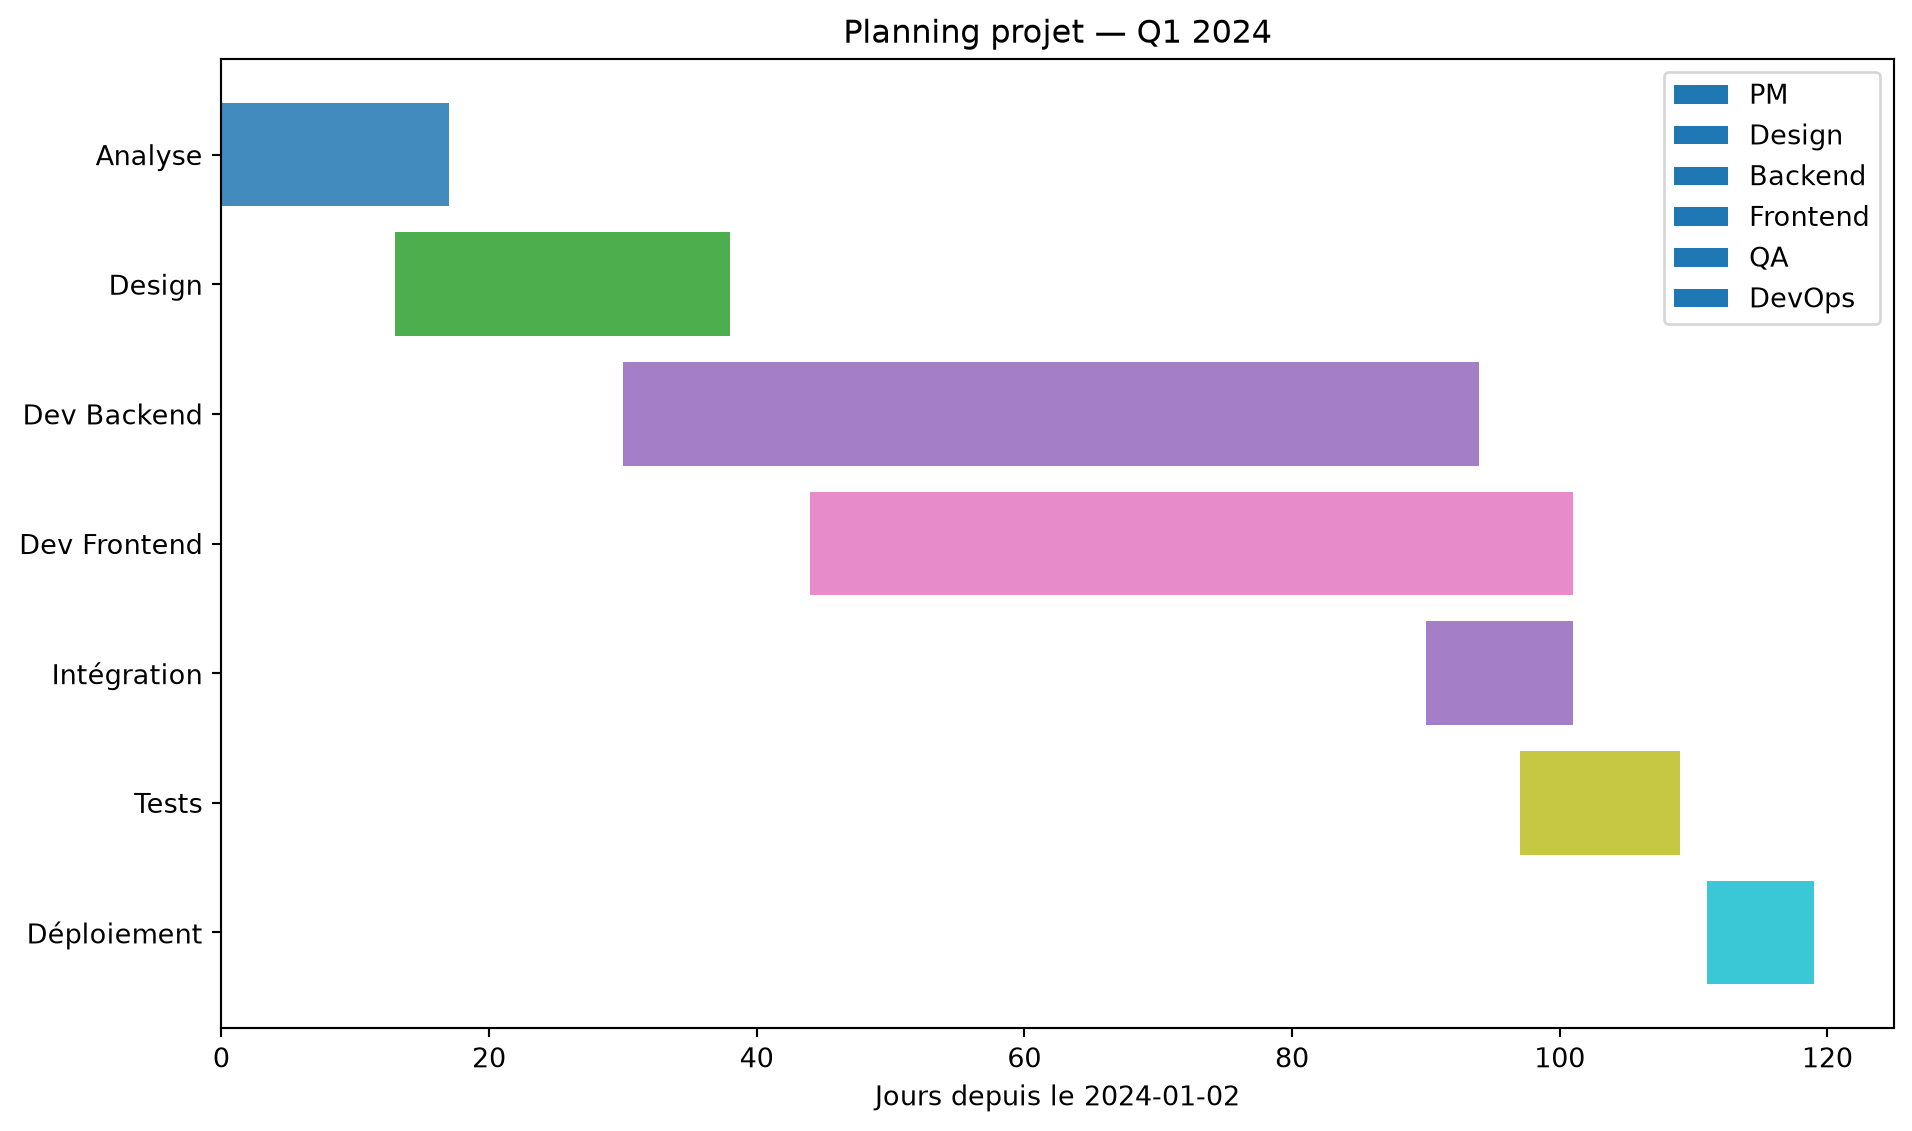 Planning projet — Q1 2024
PM
Design
Backend
Frontend
QA
DevOps
Analyse
Design
Dev Backend
Dev Frontend
Intégration
Tests
Déploiement
0 20 40 60 80 100 120
Jours depuis le 2024-01-02